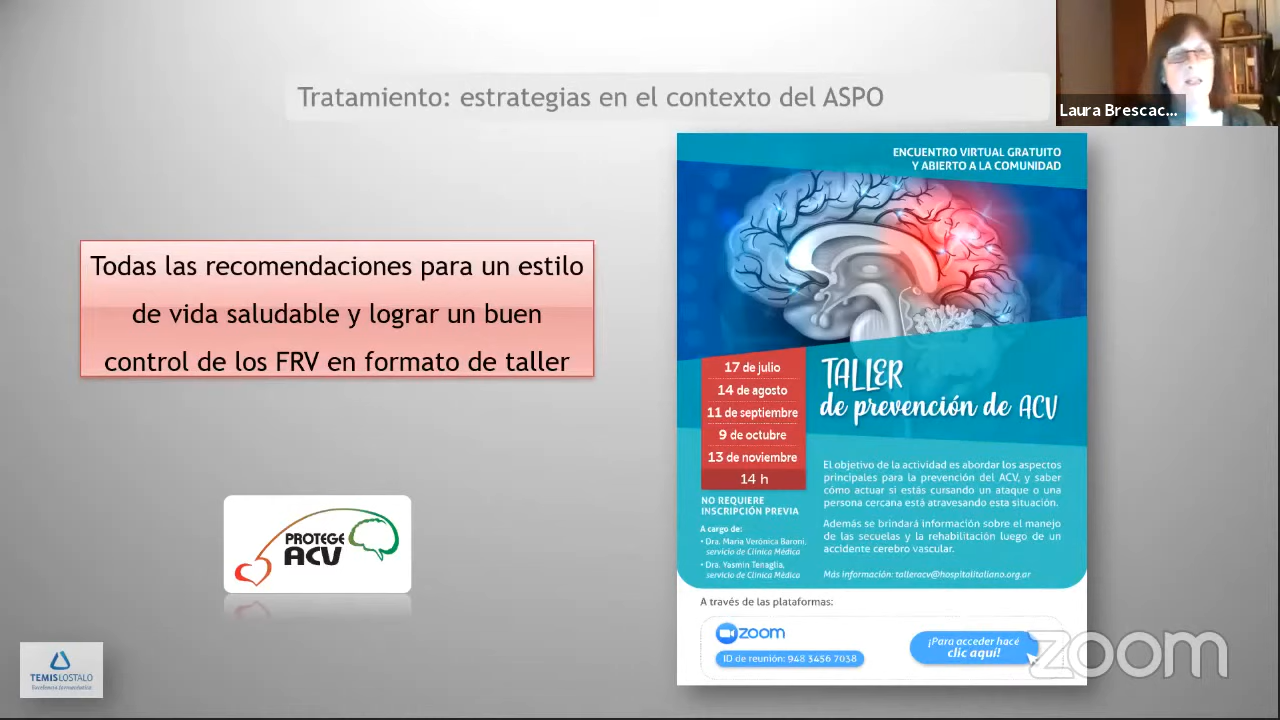 Tratamiento: estrategias en el contexto del ASPO
Laura Brescac...
Todas las recomendaciones para un estilo
de vida saludable y lograr un buen
control de los FRV en formato de taller
PROTEGE
ACV
TEMIS LOSTALO
Excelencia farmacéutica
ENCUENTRO VIRTUAL GRATUITO
Y ABIERTO A LA COMUNIDAD
17 de julio
14 de agosto
11 de septiembre
9 de octubre
13 de noviembre
14 h
TALLER
de prevención de ACV
NO REQUIERE
INSCRIPCIÓN PREVIA
A cargo de:
• Dra. María Verónica Baroni,
servicio de Clínica Médica
• Dra. Yasmin Tenaglia,
servicio de Clínica Médica
El objetivo de la actividad es abordar los aspectos
principales para la prevención del ACV, y saber
cómo actuar si estás cursando un ataque o una
persona cercana está atravesando esta situación.
Además se brindará información sobre el manejo
de las secuelas y la rehabilitación luego de un
accidente cerebro vascular.
Más información: talleracv@hospitalitaliano.org.ar
A través de las plataformas:
zoom
ID de reunión: 948 3456 7038
¡Para acceder hacé
clic aquí!
zoom